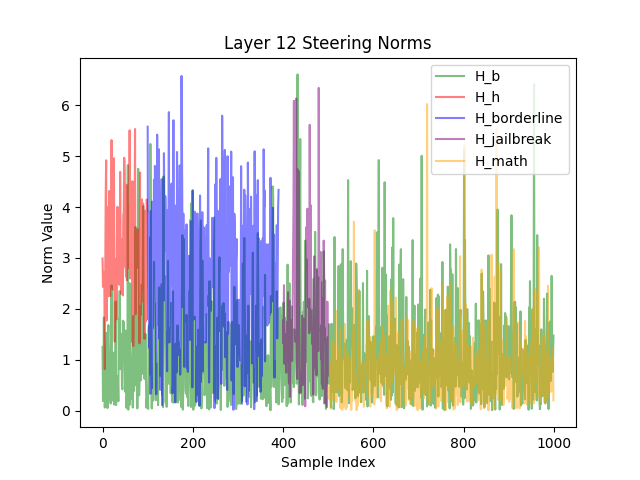 Layer 12 Steering Norms
H_b
H_h
H_borderline
H_jailbreak
H_math
Norm Value
6
5
4
3
2
1
0
0 200 400 600 800 1000
Sample Index